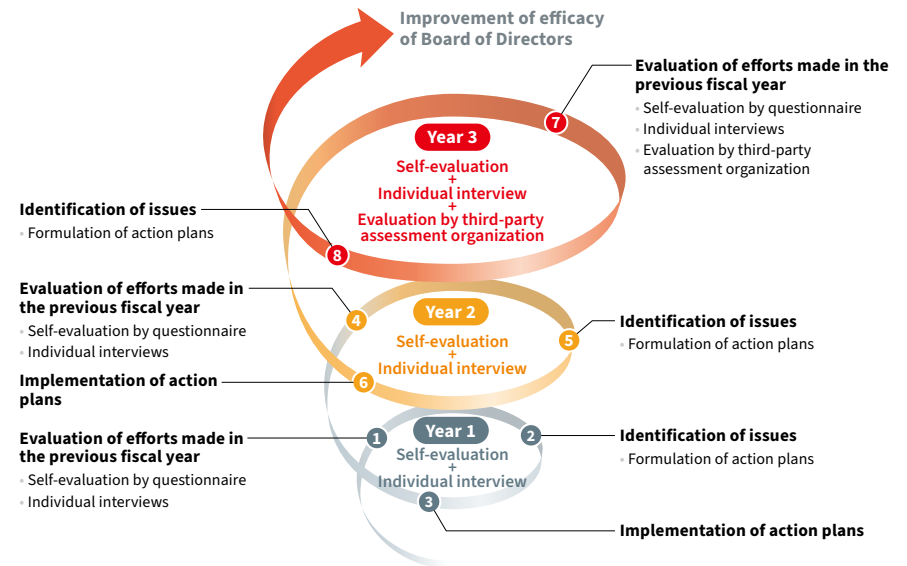 Improvement of efficacy
of Board of Directors
Evaluation of efforts made in the
previous fiscal year
• Self-evaluation by questionnaire
• Individual interviews
• Evaluation by third-party
assessment organization
7
Year 3
Self-evaluation
+
Individual interview
+
Evaluation by third-party
assessment organization
Identification of issues
• Formulation of action plans
8
Evaluation of efforts made in
the previous fiscal year
• Self-evaluation by questionnaire
• Individual interviews
4
Year 2
Self-evaluation
+
Individual interview
5
Identification of issues
• Formulation of action plans
Implementation of action
plans
6
Evaluation of efforts made in
the previous fiscal year
• Self-evaluation by questionnaire
• Individual interviews
1
Year 1
Self-evaluation
+
Individual interview
2
Identification of issues
• Formulation of action plans
3
Implementation of action plans